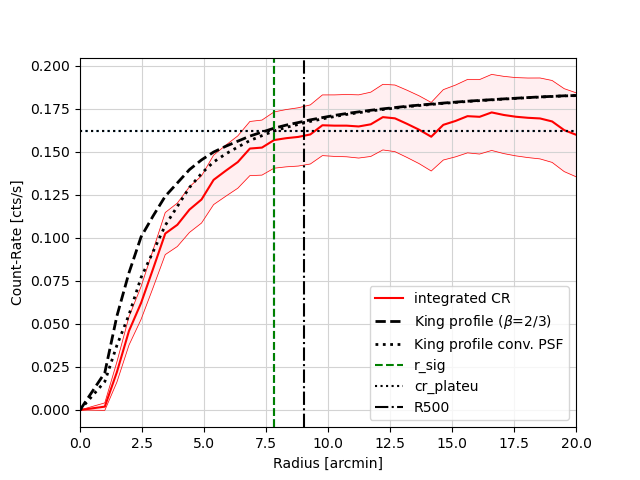 0.200
0.175
0.150
0.125
0.100
0.075
0.050
0.025
0.000
Count-Rate [cts/s]
integrated CR
King profile (β=2/3)
King profile conv. PSF
r_sig
cr_plateu
R500
0.0 2.5 5.0 7.5 10.0 12.5 15.0 17.5 20.0
Radius [arcmin]